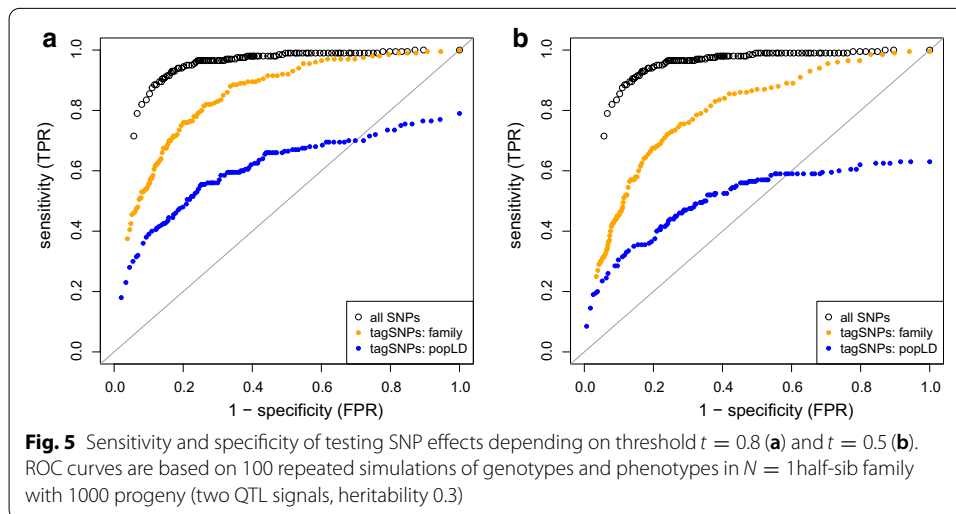 a
b
1.0
0.8
0.6
0.4
0.2
0.0
sensitivity (TPR)
0.0 0.2 0.4 0.6 0.8 1.0
1 − specificity (FPR)
all SNPs
tagSNPs: family
tagSNPs: popLD
1.0
0.8
0.6
0.4
0.2
0.0
sensitivity (TPR)
0.0 0.2 0.4 0.6 0.8 1.0
1 − specificity (FPR)
all SNPs
tagSNPs: family
tagSNPs: popLD
Fig. 5 Sensitivity and specificity of testing SNP effects depending on threshold t = 0.8 (a) and t = 0.5 (b).
ROC curves are based on 100 repeated simulations of genotypes and phenotypes in N = 1half-sib family
with 1000 progeny (two QTL signals, heritability 0.3)